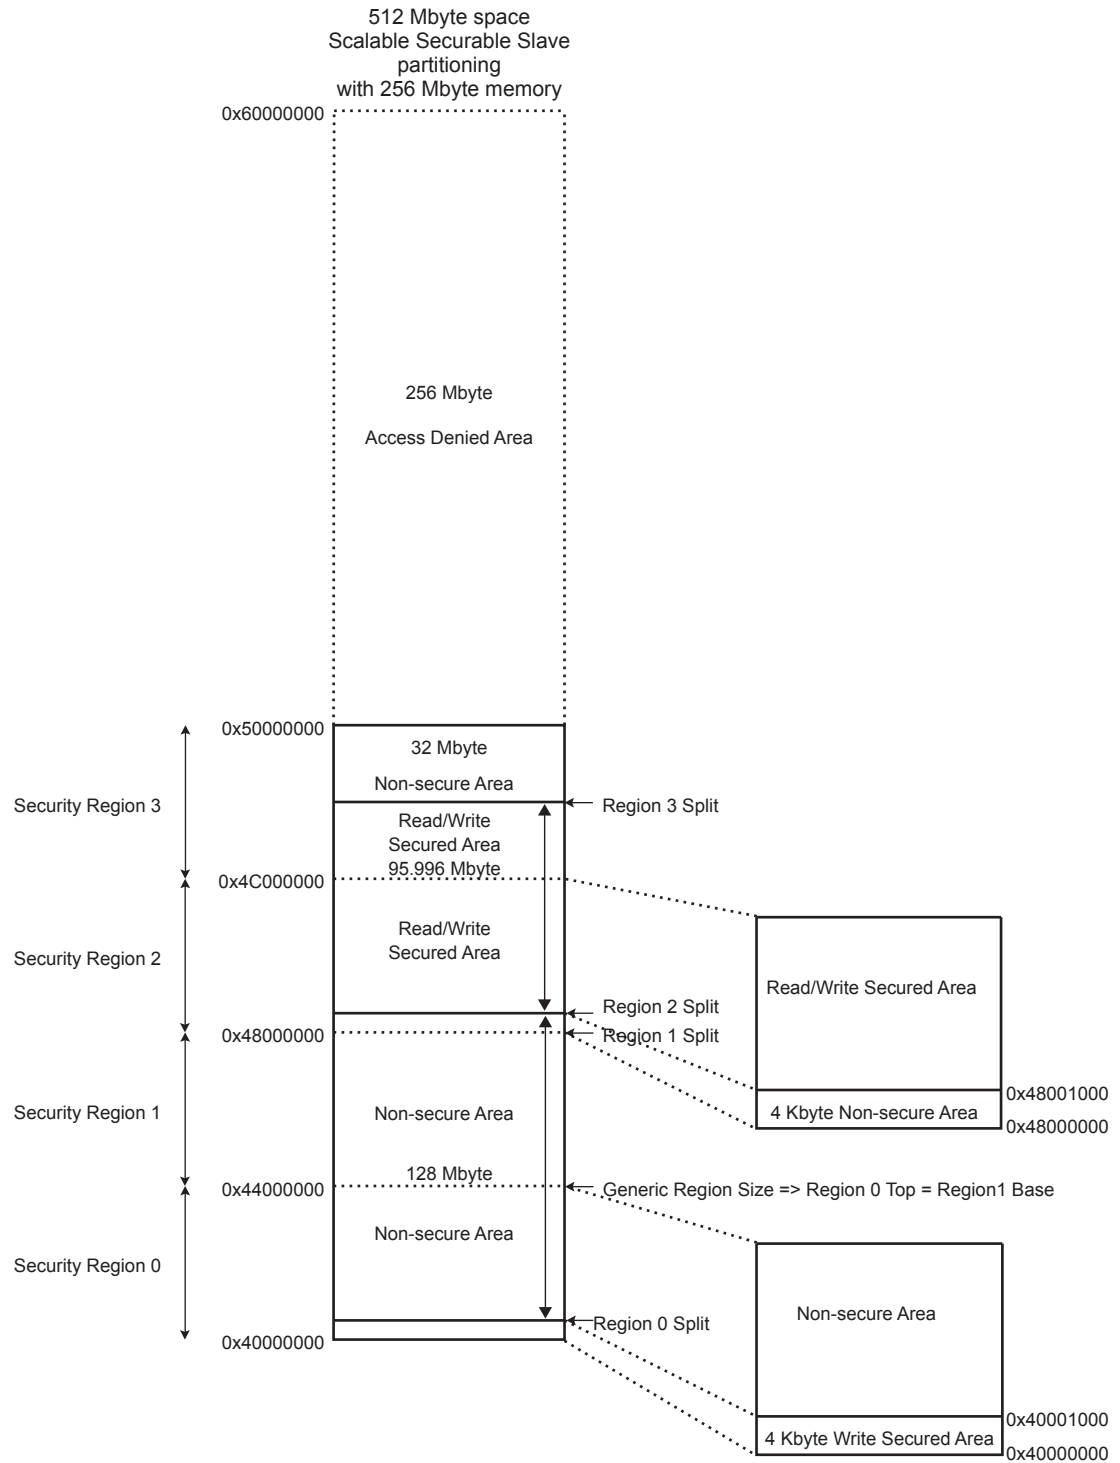 512 Mbyte space
Scalable Securable Slave
partitioning
with 256 Mbyte memory
0x60000000
256 Mbyte
Access Denied Area
0x50000000
32 Mbyte
Non-secure Area
Security Region 3
Region 3 Split
Read/Write
Secured Area
95.996 Mbyte
0x4C000000
Read/Write
Secured Area
Security Region 2
Read/Write Secured Area
Region 2 Split
0x48000000
Region 1 Split
0x48001000
4 Kbyte Non-secure Area
0x48000000
Security Region 1
Non-secure Area
128 Mbyte
0x44000000
Generic Region Size => Region 0 Top = Region1 Base
Non-secure Area
Security Region 0
Non-secure Area
Region 0 Split
0x40000000
0x40001000
4 Kbyte Write Secured Area
0x40000000